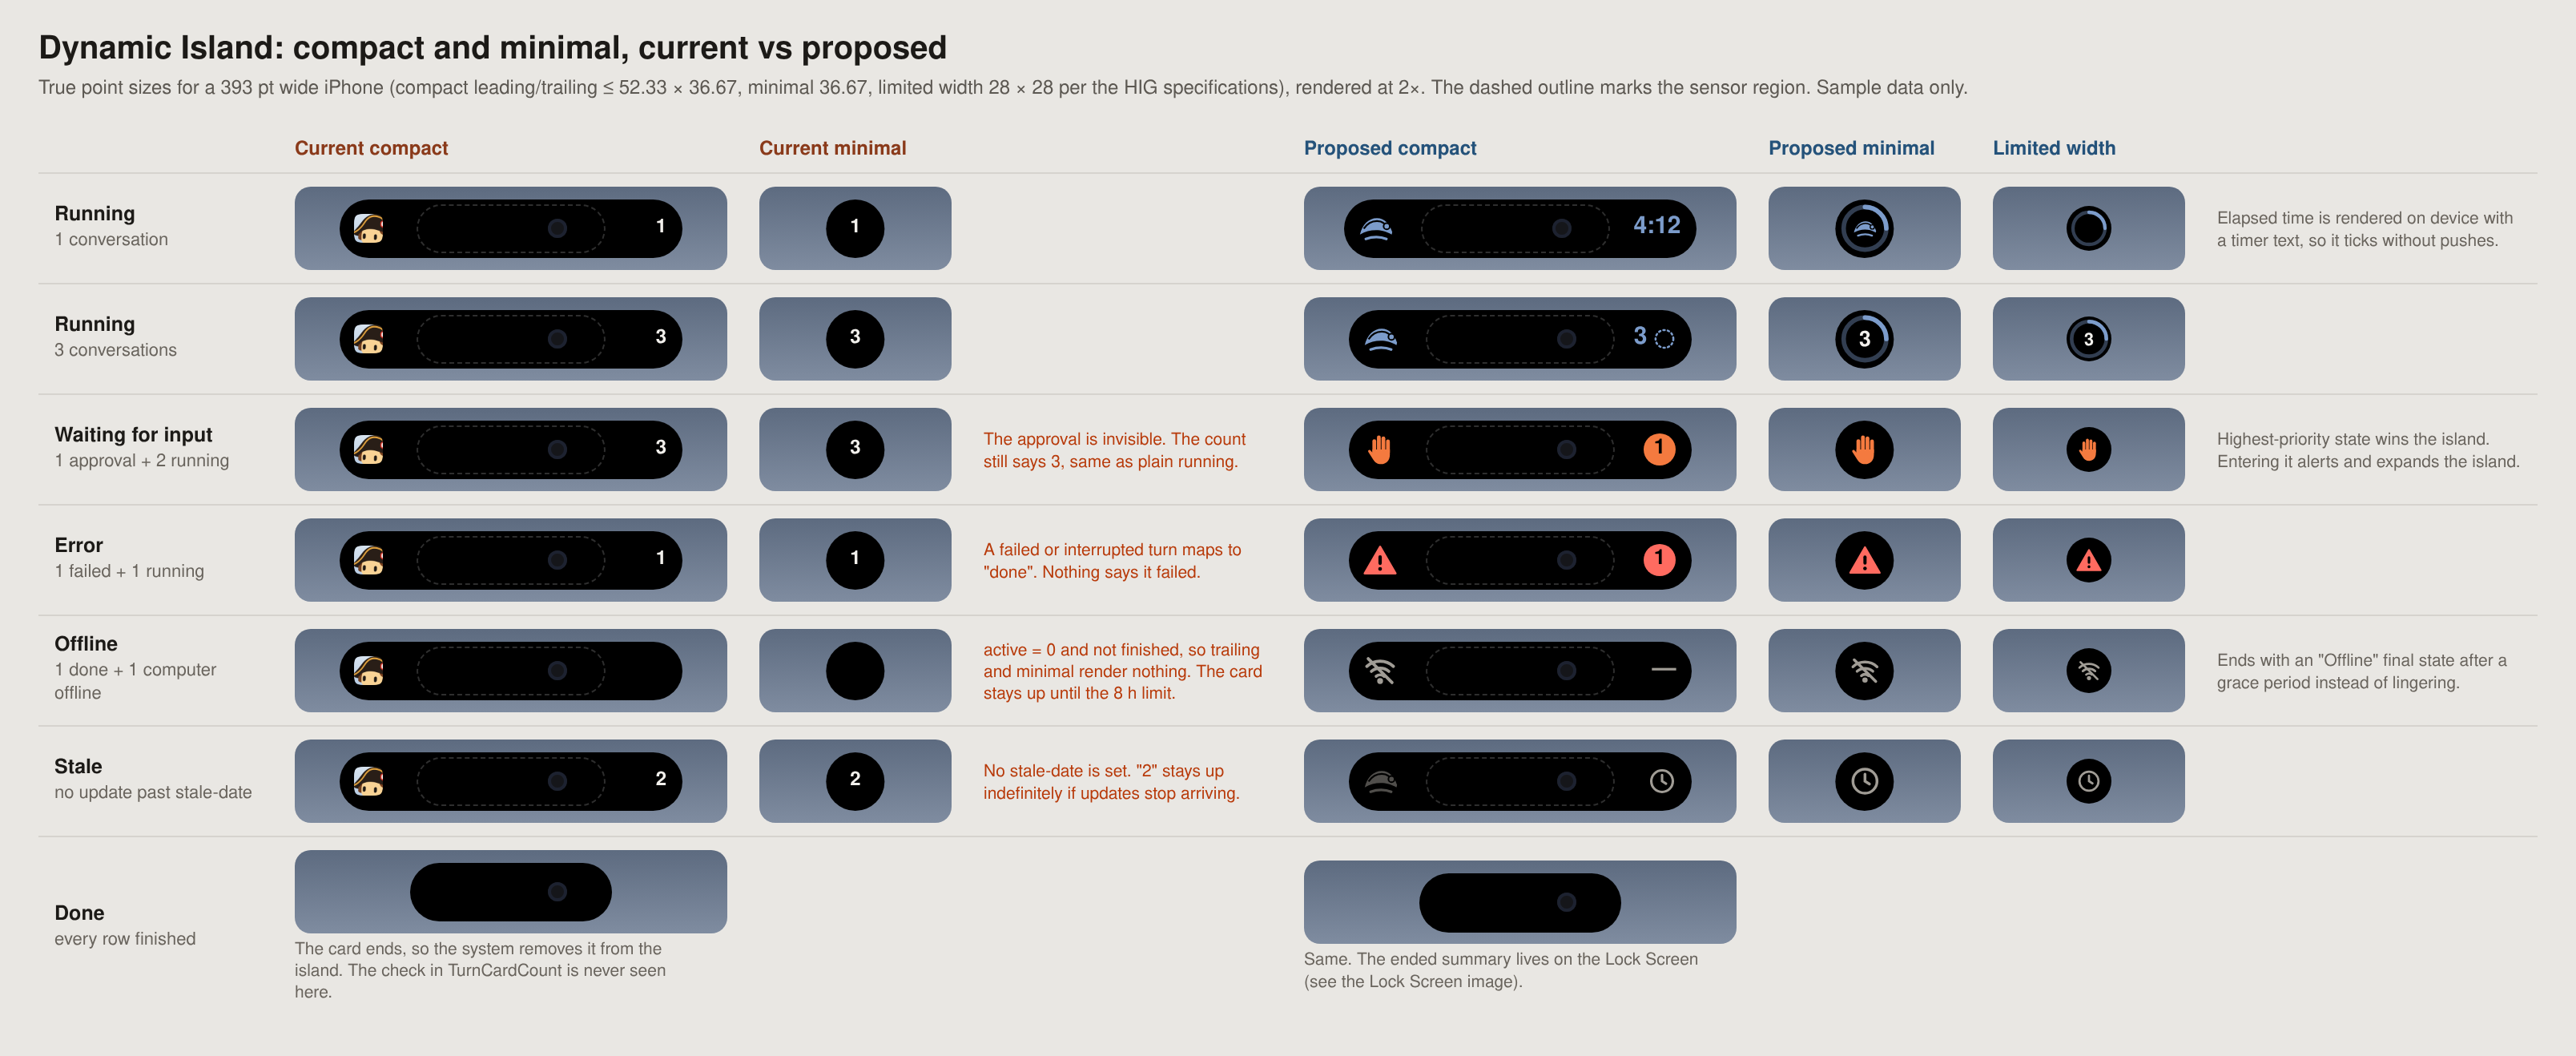 Dynamic Island: compact and minimal, current vs proposed
True point sizes for a 393 pt wide iPhone (compact leading/trailing ≤ 52.33 × 36.67, minimal 36.67, limited width 28 × 28 per the HIG specifications), rendered at 2×. The dashed outline marks the sensor region. Sample data only.
Current compact
Current minimal
Proposed compact
Proposed minimal
Limited width
Running
1 conversation
1
1
4:12
Elapsed time is rendered on device with
a timer text, so it ticks without pushes.
Running
3 conversations
3
3
3
3
3
Waiting for input
1 approval + 2 running
3
3
The approval is invisible. The count
still says 3, same as plain running.
1
Highest-priority state wins the island.
Entering it alerts and expands the island.
Error
1 failed + 1 running
1
1
A failed or interrupted turn maps to
"done". Nothing says it failed.
1
Offline
1 done + 1 computer
offline
active = 0 and not finished, so trailing
and minimal render nothing. The card
stays up until the 8 h limit.
—
Ends with an "Offline" final state after a
grace period instead of lingering.
Stale
no update past stale-date
2
2
No stale-date is set. "2" stays up
indefinitely if updates stop arriving.
Done
every row finished
The card ends, so the system removes it from the
island. The check in TurnCardCount is never seen
here.
Same. The ended summary lives on the Lock Screen
(see the Lock Screen image).